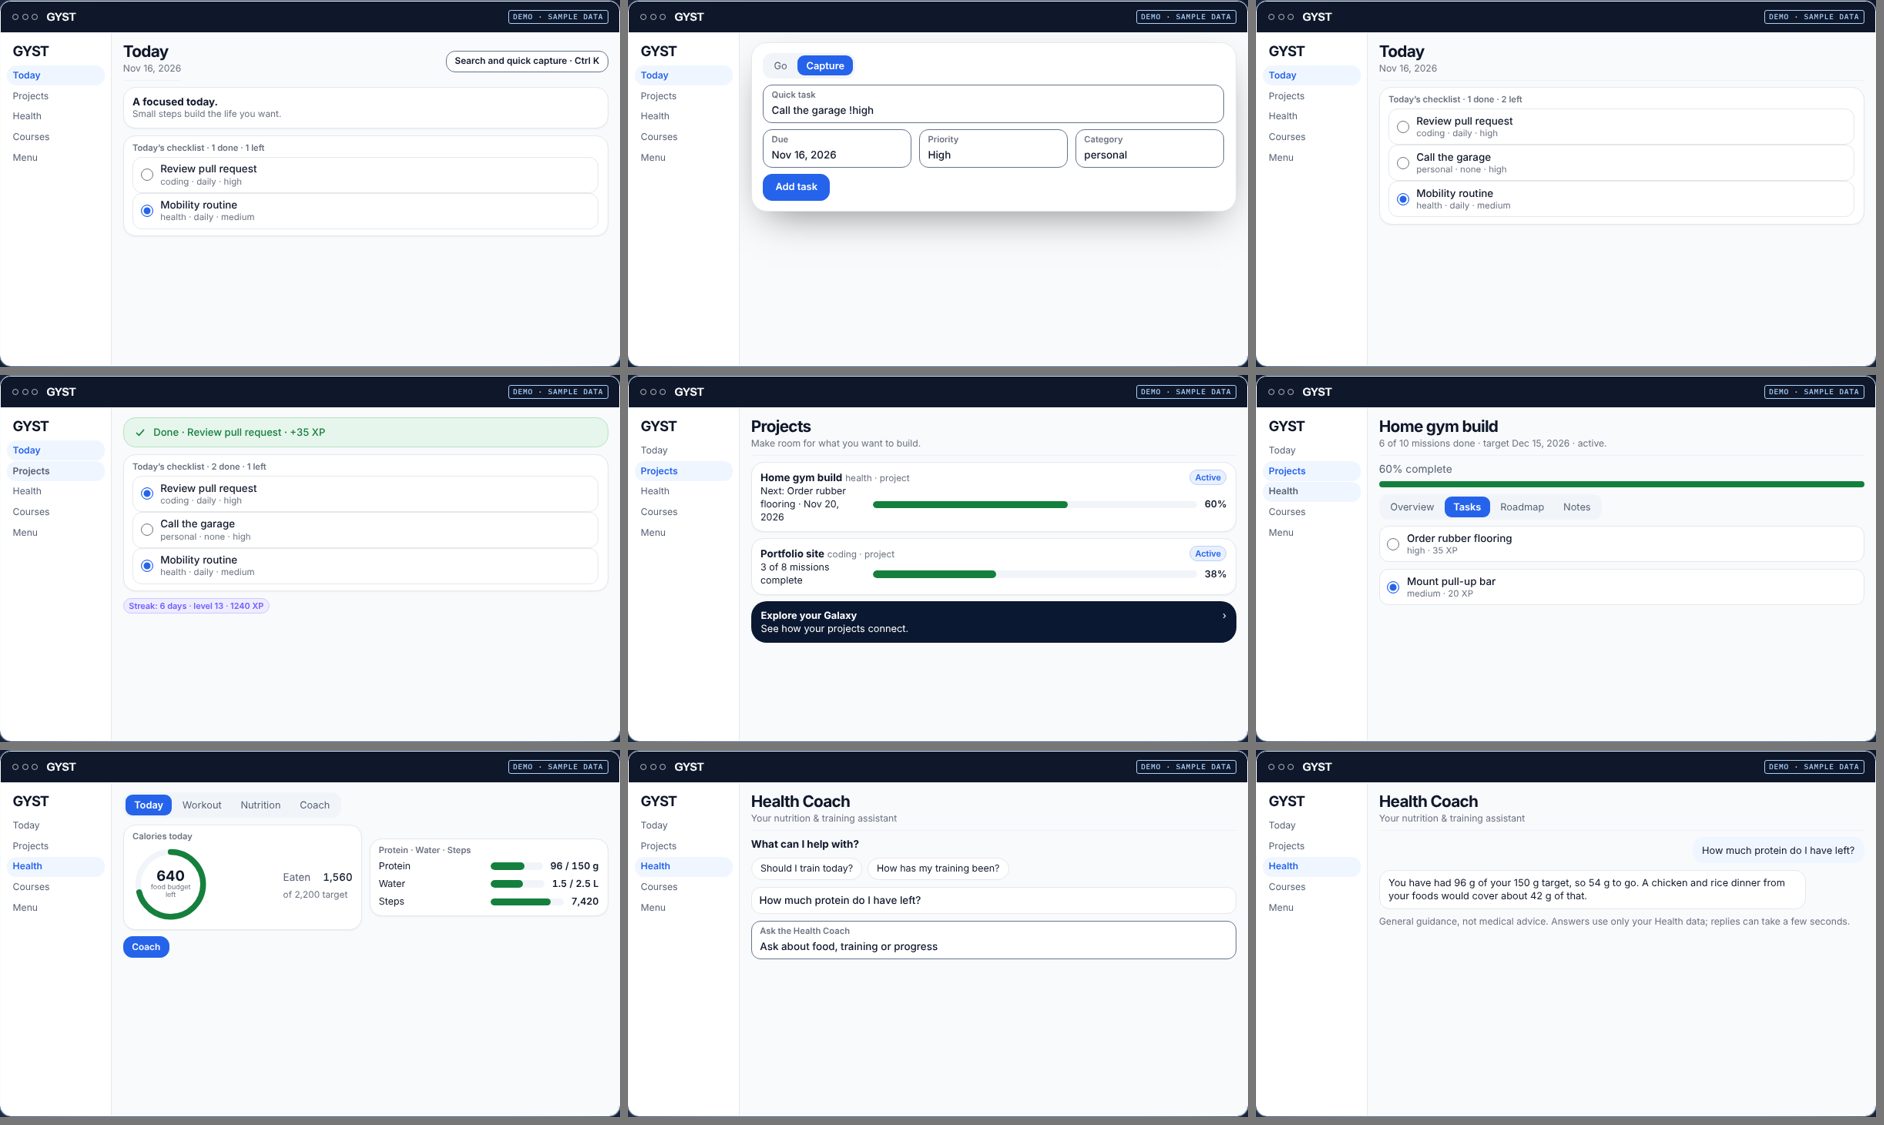 GYST
DEMO · SAMPLE DATA
GYST
Today
Projects
Health
Courses
Menu
Today
Nov 16, 2026
Search and quick capture · Ctrl K
A focused today.
Small steps build the life you want.
Today's checklist · 1 done · 1 left
Review pull request
coding · daily · high
Mobility routine
health · daily · medium
GYST
DEMO · SAMPLE DATA
GYST
Today
Projects
Health
Courses
Menu
Go
Capture
Quick task
Call the garage !high
Due
Nov 16, 2026
Priority
High
Category
personal
Add task
GYST
DEMO · SAMPLE DATA
GYST
Today
Projects
Health
Courses
Menu
Today
Nov 16, 2026
Today's checklist · 1 done · 2 left
Review pull request
coding · daily · high
Call the garage
personal · none · high
Mobility routine
health · daily · medium
GYST
DEMO · SAMPLE DATA
GYST
Today
Projects
Health
Courses
Menu
Done · Review pull request · +35 XP
Today's checklist · 2 done · 1 left
Review pull request
coding · daily · high
Call the garage
personal · none · high
Mobility routine
health · daily · medium
Streak: 6 days · level 13 · 1240 XP
GYST
DEMO · SAMPLE DATA
GYST
Today
Projects
Health
Courses
Menu
Projects
Make room for what you want to build.
Home gym build health · project
Active
Next: Order rubber
flooring · Nov 20,
2026
60%
Portfolio site coding · project
Active
3 of 8 missions
complete
38%
Explore your Galaxy
See how your projects connect.
GYST
DEMO · SAMPLE DATA
GYST
Today
Projects
Health
Courses
Menu
Home gym build
6 of 10 missions done · target Dec 15, 2026 · active.
60% complete
Overview
Tasks
Roadmap
Notes
Order rubber flooring
high · 35 XP
Mount pull-up bar
medium · 20 XP
GYST
DEMO · SAMPLE DATA
GYST
Today
Projects
Health
Courses
Menu
Today
Workout
Nutrition
Coach
Calories today
640
food budget
left
Eaten 1,560
of 2,200 target
Protein · Water · Steps
Protein 96 / 150 g
Water 1.5 / 2.5 L
Steps 7,420
Coach
GYST
DEMO · SAMPLE DATA
GYST
Today
Projects
Health
Courses
Menu
Health Coach
Your nutrition & training assistant
What can I help with?
Should I train today?
How has my training been?
How much protein do I have left?
Ask the Health Coach
Ask about food, training or progress
GYST
DEMO · SAMPLE DATA
GYST
Today
Projects
Health
Courses
Menu
Health Coach
Your nutrition & training assistant
How much protein do I have left?
You have had 96 g of your 150 g target, so 54 g to go. A chicken and rice dinner from
your foods would cover about 42 g of that.
General guidance, not medical advice. Answers use only your Health data; replies can take a few seconds.